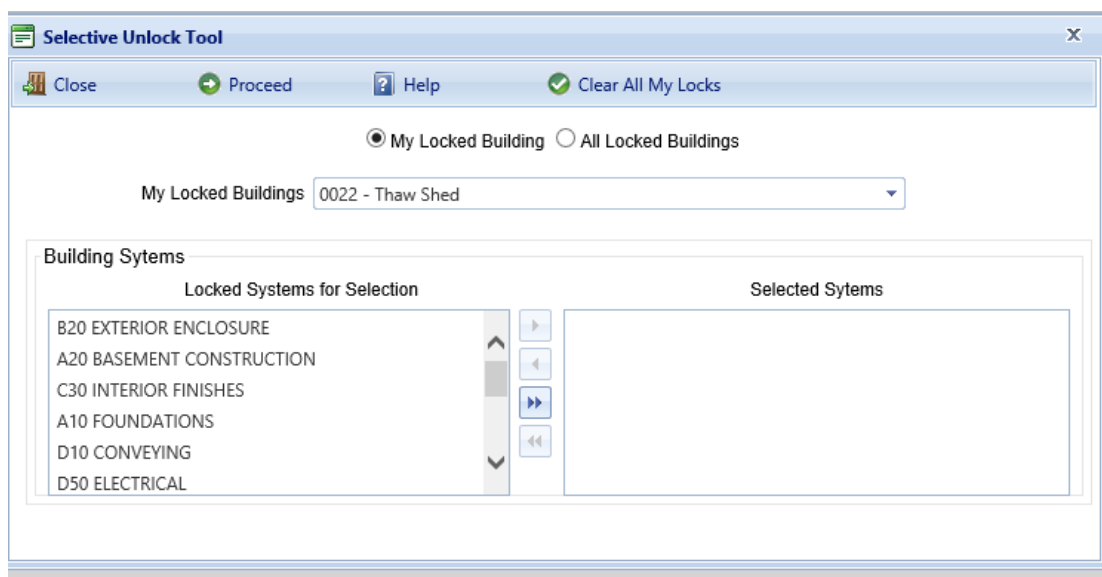 Selective Unlock Tool
Close Proceed Help Clear All My Locks
My Locked Building All Locked Buildings
My Locked Buildings 0022 - Thaw Shed
Building Sytems
Locked Systems for Selection Selected Sytems
B20 EXTERIOR ENCLOSURE
A20 BASEMENT CONSTRUCTION
C30 INTERIOR FINISHES
A10 FOUNDATIONS
D10 CONVEYING
D50 ELECTRICAL